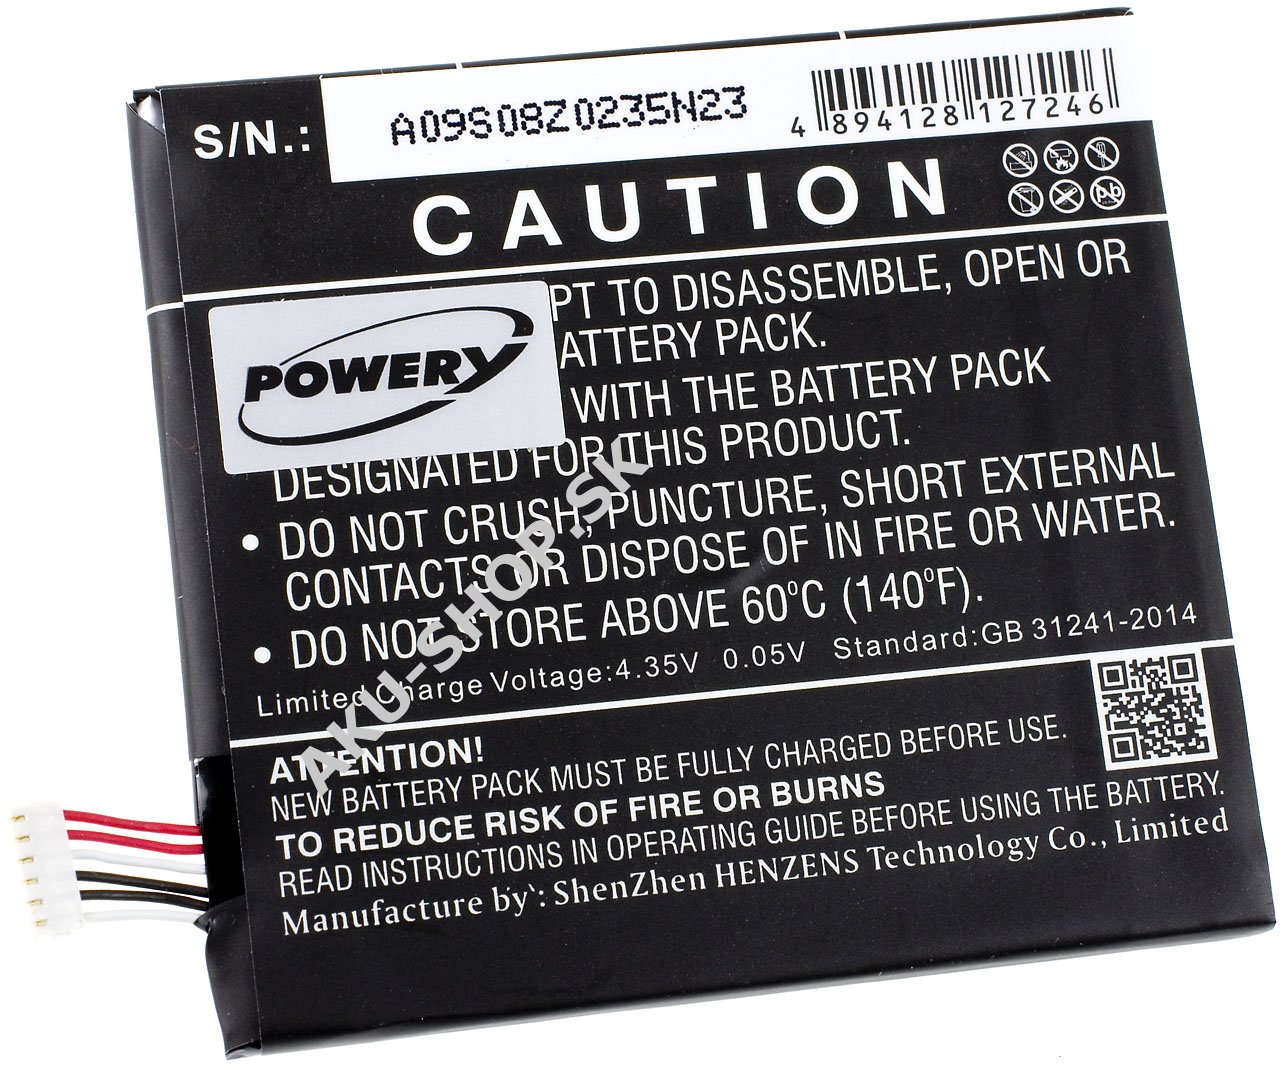 S/N.: A09S08Z0235N23
4 894128 127246
CAUTION
PT TO DISASSEMBLE, OPEN OR
ATTERY PACK.
WITH THE BATTERY PACK
POWERY
DESIGNATED FOR THIS PRODUCT.
• DO NOT CRUSH, PUNCTURE, SHORT EXTERNAL
CONTACTS OR DISPOSE OF IN FIRE OR WATER.
• DO NOT STORE ABOVE 60°C (140°F).
Limited Charge Voltage:4.35V 0.05V Standard:GB 31241-2014
AKU-SHOP.SK
ATTENTION!
NEW BATTERY PACK MUST BE FULLY CHARGED BEFORE USE.
TO REDUCE RISK OF FIRE OR BURNS
READ INSTRUCTIONS IN OPERATING GUIDE BEFORE USING THE BATTERY.
Manufacture by: ShenZhen HENZENS Technology Co., Limited